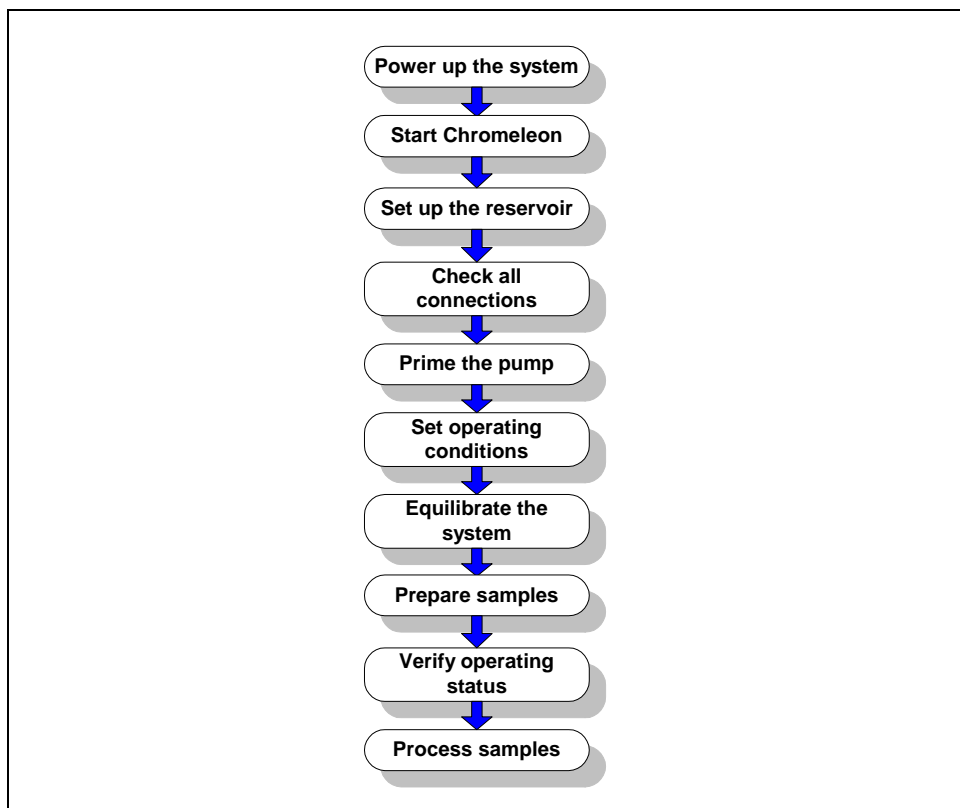 Power up the system
Start Chromeleon
Set up the reservoir
Check all
connections
Prime the pump
Set operating
conditions
Equilibrate the
system
Prepare samples
Verify operating
status
Process samples